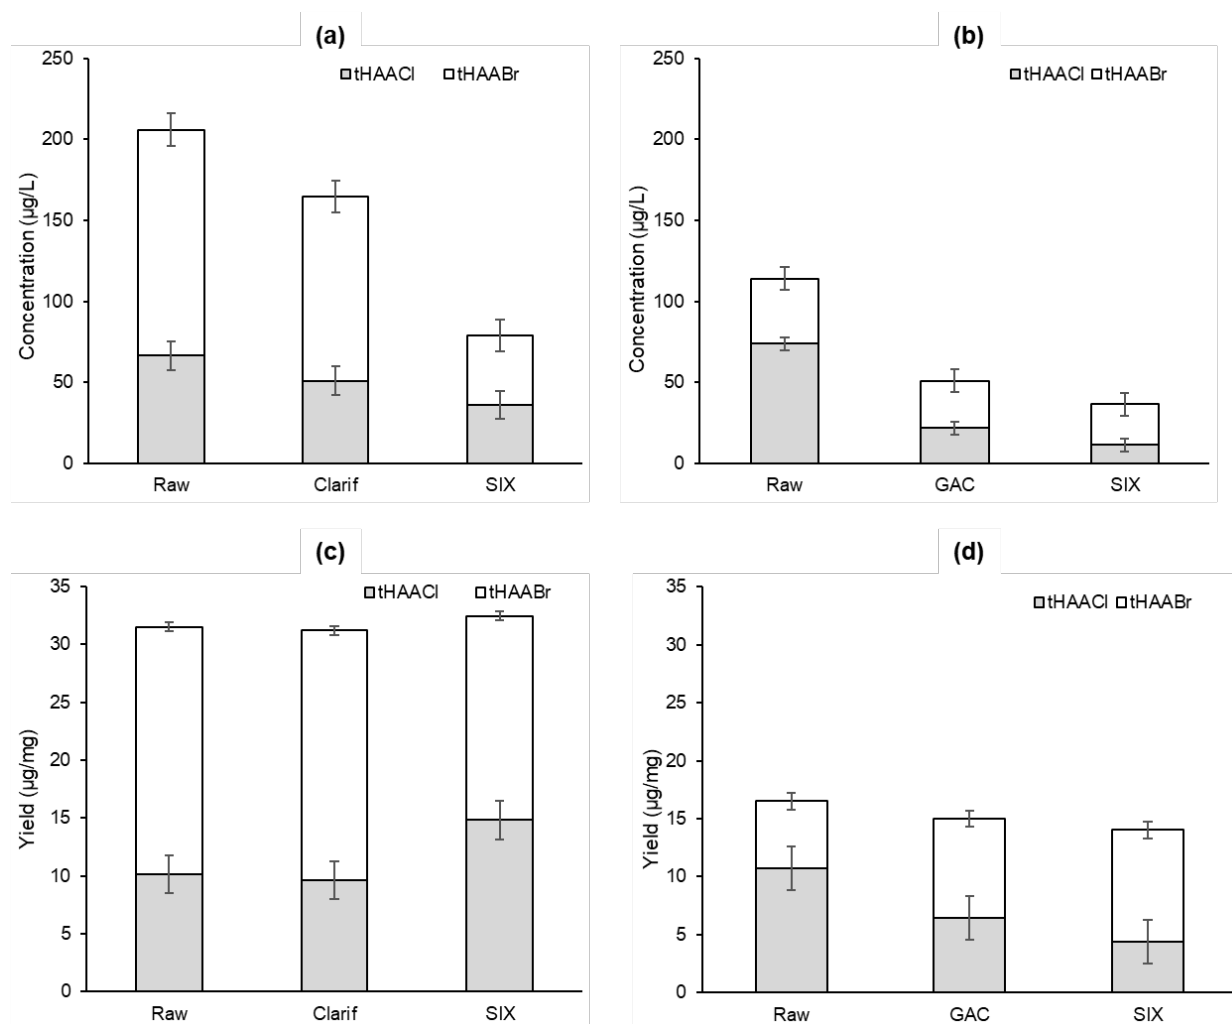 (a)
250
200
150
100
50
0
Concentration (µg/L)
tHAACl tHAABr
Raw Clarif SIX
(b)
250
200
150
100
50
0
Concentration (µg/L)
tHAACl tHAABr
Raw GAC SIX
(c)
35
30
25
20
15
10
5
0
Yield (µg/mg)
tHAACl tHAABr
Raw Clarif SIX
(d)
35
30
25
20
15
10
5
0
Yield (µg/mg)
tHAACl tHAABr
Raw GAC SIX